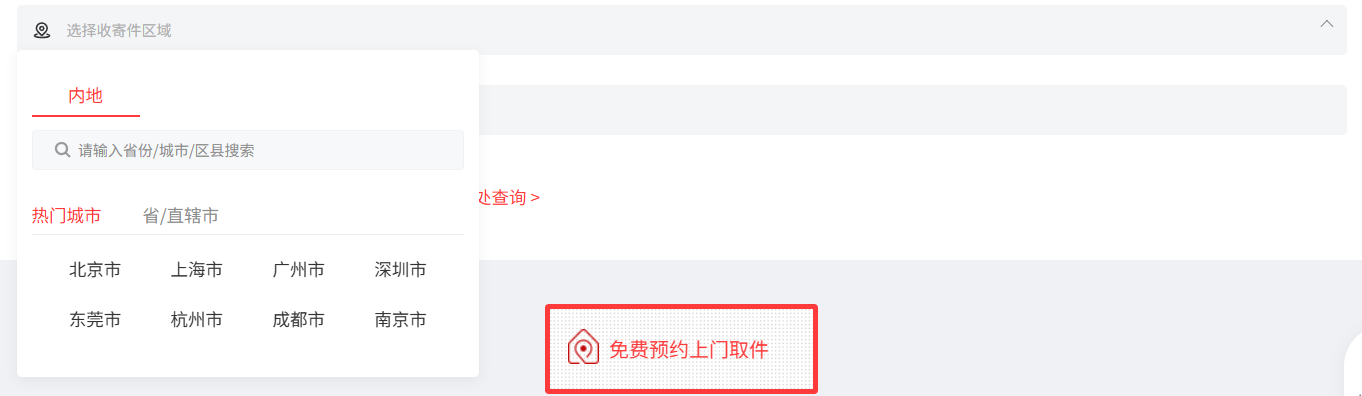 选择收寄件区域
内地
请输入省份/城市/区县搜索
处查询 >
热门城市 省/直辖市
北京市 上海市 广州市 深圳市
东莞市 杭州市 成都市 南京市
免费预约上门取件